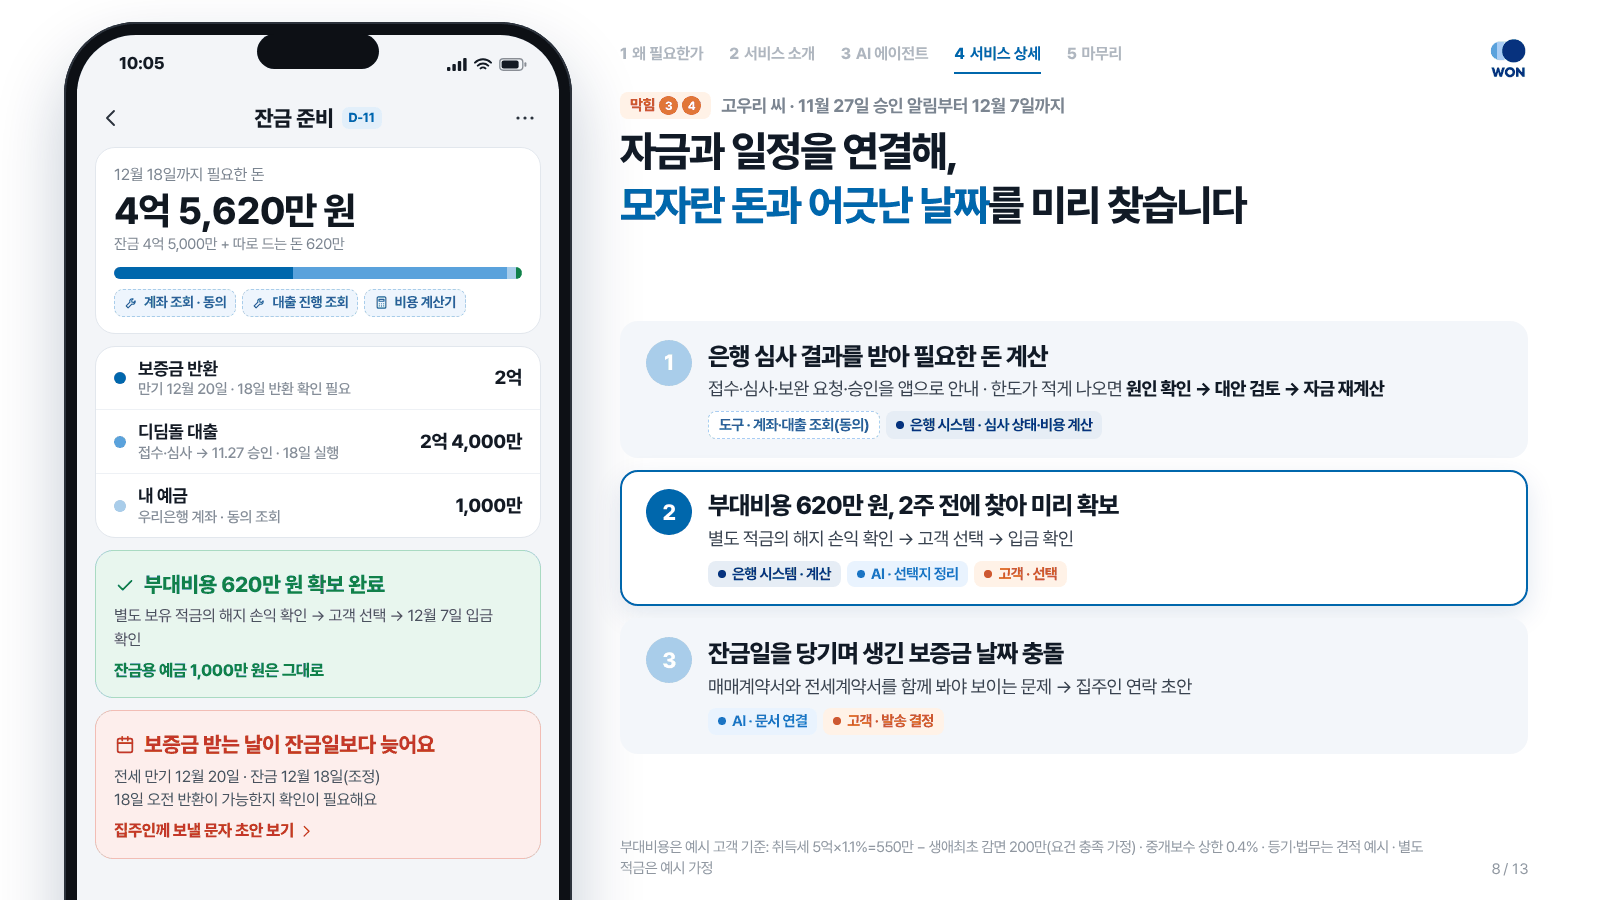 10:05
잔금 준비 D-11
12월 18일까지 필요한 돈
4억 5,620만 원
잔금 4억 5,000만 + 따로 드는 돈 620만
계좌 조회 · 동의 대출 진행 조회 비용 계산기
보증금 반환
만기 12월 20일 · 18일 반환 확인 필요
2억
디딤돌 대출
접수·심사 → 11.27 승인 · 18일 실행
2억 4,000만
내 예금
우리은행 계좌 · 동의 조회
1,000만
부대비용 620만 원 확보 완료
별도 보유 적금의 해지 손익 확인 → 고객 선택 → 12월 7일 입금
확인
잔금용 예금 1,000만 원은 그대로
보증금 받는 날이 잔금일보다 늦어요
전세 만기 12월 20일 · 잔금 12월 18일(조정)
18일 오전 반환이 가능한지 확인이 필요해요
집주인께 보낼 문자 초안 보기
1 왜 필요한가 2 서비스 소개 3 AI 에이전트 4 서비스 상세 5 마무리
WON
막힘 3 4 고우리 씨 · 11월 27일 승인 알림부터 12월 7일까지
자금과 일정을 연결해,
모자란 돈과 어긋난 날짜를 미리 찾습니다
1
은행 심사 결과를 받아 필요한 돈 계산
접수·심사·보완 요청·승인을 앱으로 안내 · 한도가 적게 나오면 원인 확인 → 대안 검토 → 자금 재계산
도구 · 계좌·대출 조회(동의) 은행 시스템 · 심사 상태·비용 계산
2
부대비용 620만 원, 2주 전에 찾아 미리 확보
별도 적금의 해지 손익 확인 → 고객 선택 → 입금 확인
은행 시스템 · 계산 AI · 선택지 정리 고객 · 선택
3
잔금일을 당기며 생긴 보증금 날짜 충돌
매매계약서와 전세계약서를 함께 봐야 보이는 문제 → 집주인 연락 초안
AI · 문서 연결 고객 · 발송 결정
부대비용은 예시 고객 기준: 취득세 5억×1.1%=550만 − 생애최초 감면 200만(요건 충족 가정) · 중개보수 상한 0.4% · 등기·법무는 견적 예시 · 별도
적금은 예시 가정
8 / 13